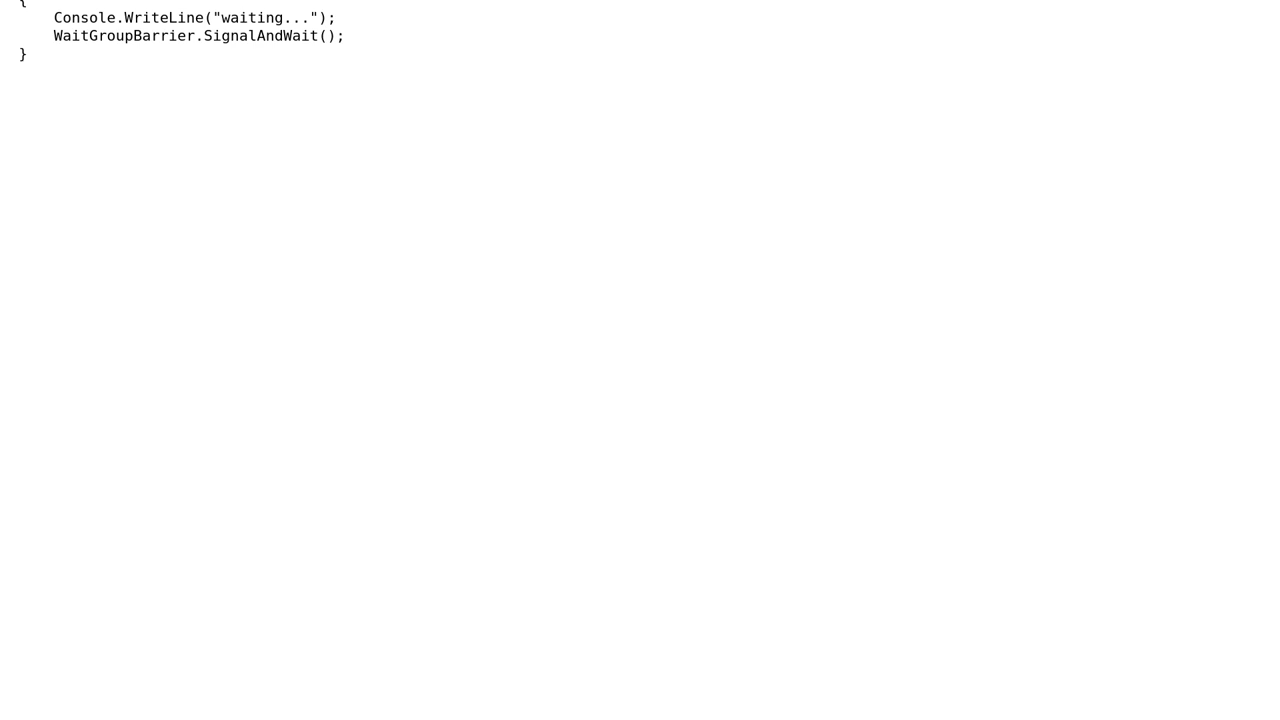 {
    Console.WriteLine("waiting...");
    WaitGroupBarrier.SignalAndWait();
}